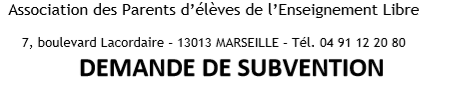 Association des Parents d’élèves de l’Enseignement Libre
7, boulevard Lacordaire - 13013 MARSEILLE - Tél. 04 91 12 20 80
DEMANDE DE SUBVENTION